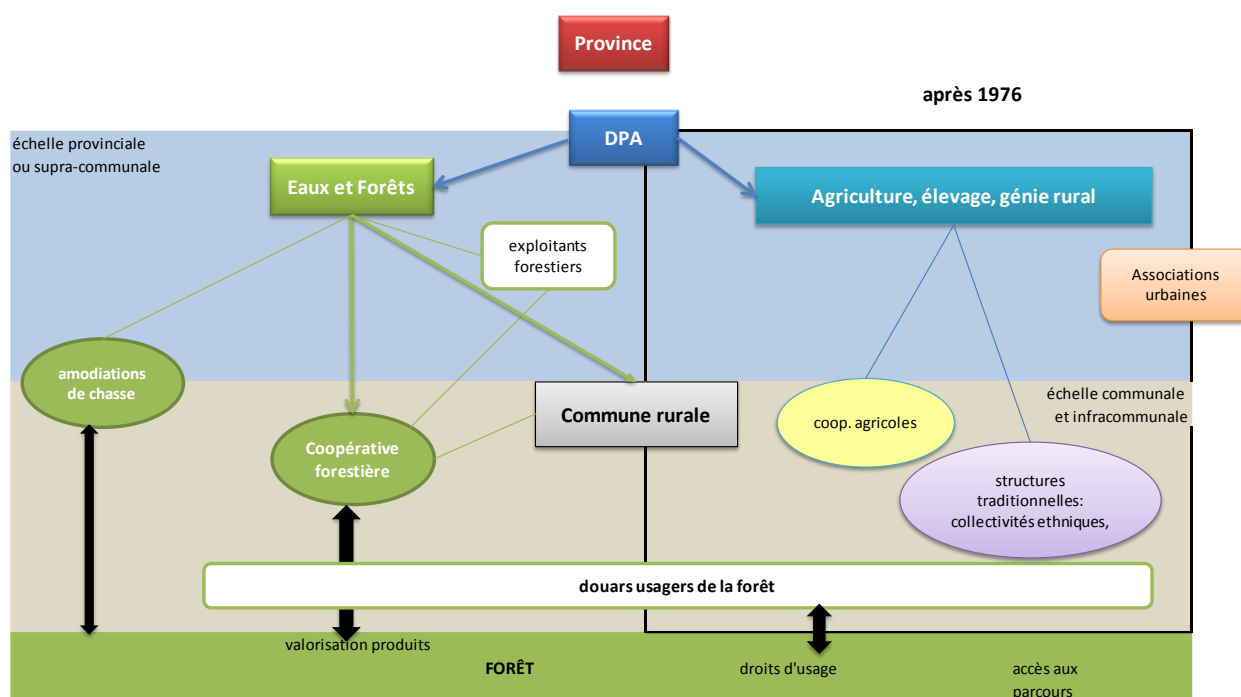 Province
après 1976
échelle provinciale
ou supra-communale
DPA
Eaux et Forêts
Agriculture, élevage, génie rural
exploitants
forestiers
Associations
urbaines
amodiations
de chasse
Commune rurale
échelle communale
et infracommunale
coop. agricoles
Coopérative
forestière
structures
traditionnelles:
collectivités ethniques,
douars usagers de la forêt
valorisation produits
FORÊT
droits d'usage
accès aux
parcours